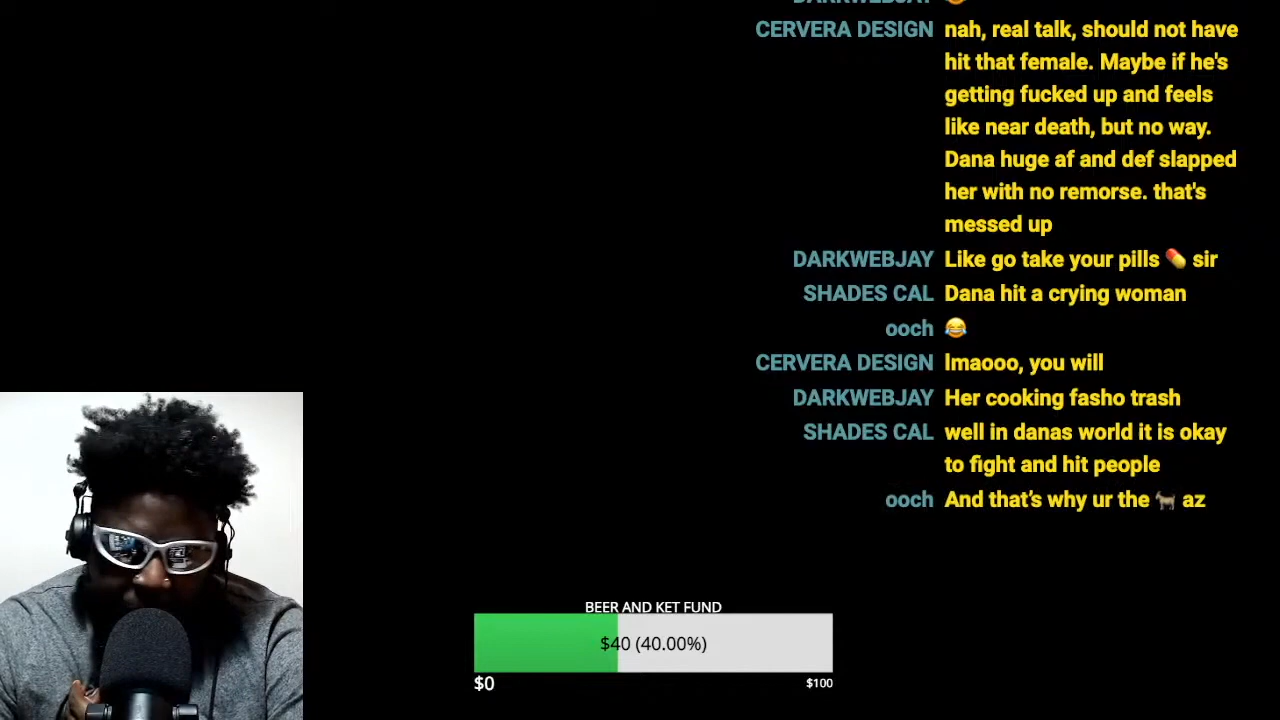 DARKWEBJAY
CERVERA DESIGN nah, real talk, should not have
hit that female. Maybe if he's
getting fucked up and feels
like near death, but no way.
Dana huge af and def slapped
her with no remorse. that's
messed up
DARKWEBJAY Like go take your pills 💊 sir
SHADES CAL Dana hit a crying woman
ooch 😂
CERVERA DESIGN lmaooo, you will
DARKWEBJAY Her cooking fasho trash
SHADES CAL well in danas world it is okay
to fight and hit people
ooch And that’s why ur the 🐐 az
BEER AND KET FUND
$40 (40.00%)
$0 $100